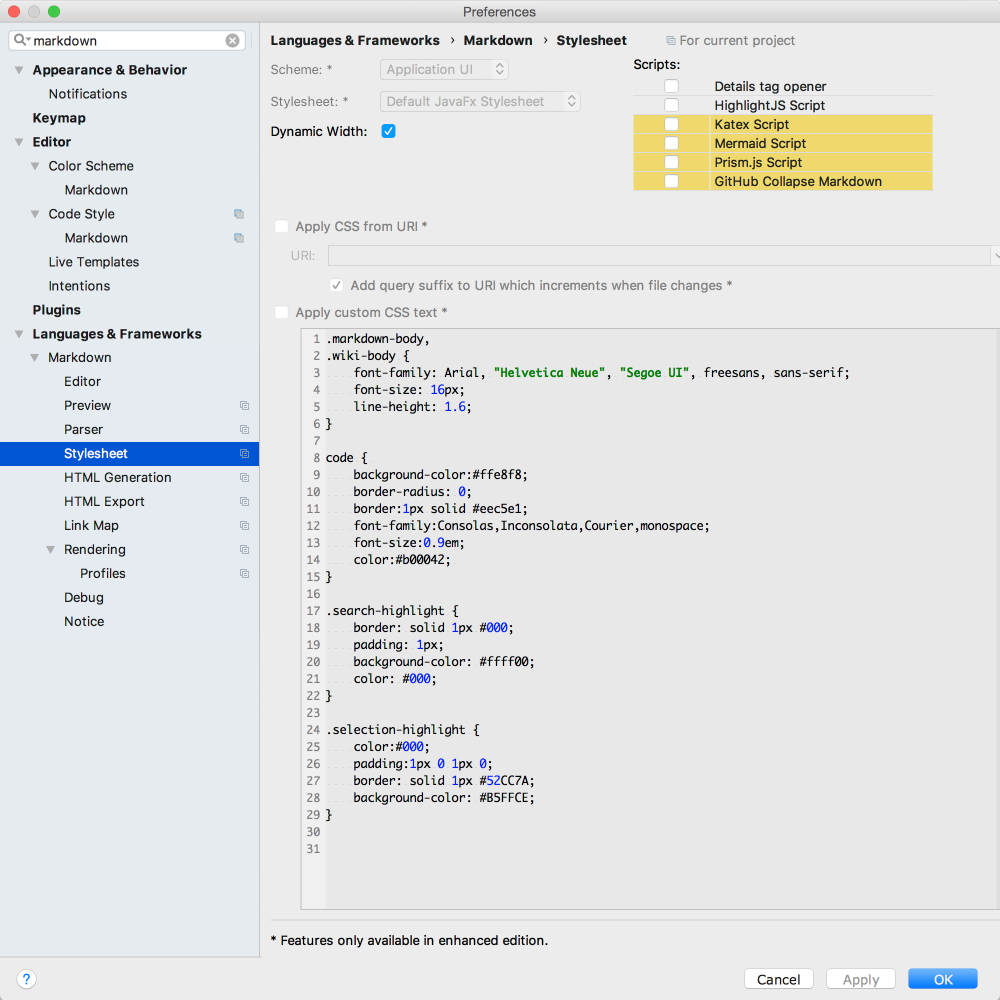 Preferences
markdown
Appearance & Behavior
Notifications
Keymap
Editor
Color Scheme
Markdown
Code Style
Markdown
Live Templates
Intentions
Plugins
Languages & Frameworks
Markdown
Editor
Preview
Parser
Stylesheet
HTML Generation
HTML Export
Link Map
Rendering
Profiles
Debug
Notice
?
Languages & Frameworks › Markdown › Stylesheet
For current project
Scheme: *
Application UI
Stylesheet: *
Default JavaFx Stylesheet
Dynamic Width:
Scripts:
Details tag opener
HighlightJS Script
Katex Script
Mermaid Script
Prism.js Script
GitHub Collapse Markdown
Apply CSS from URI *
URI:
Add query suffix to URI which increments when file changes *
Apply custom CSS text *
1 .markdown-body,
2 .wiki-body {
3 font-family: Arial, "Helvetica Neue", "Segoe UI", freesans, sans-serif;
4 font-size: 16px;
5 line-height: 1.6;
6 }
7
8 code {
9 background-color:#ffe8f8;
10 border-radius: 0;
11 border:1px solid #eec5e1;
12 font-family:Consolas,Inconsolata,Courier,monospace;
13 font-size:0.9em;
14 color:#b00042;
15 }
16
17 .search-highlight {
18 border: solid 1px #000;
19 padding: 1px;
20 background-color: #ffff00;
21 color: #000;
22 }
23
24 .selection-highlight {
25 color:#000;
26 padding:1px 0 1px 0;
27 border: solid 1px #52CC7A;
28 background-color: #B5FFCE;
29 }
30
31
* Features only available in enhanced edition.
Cancel
Apply
OK